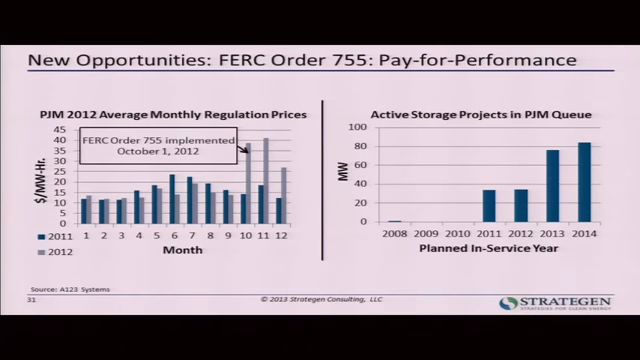 New Opportunities: FERC Order 755: Pay-for-Performance
PJM 2012 Average Monthly Regulation Prices
FERC Order 755 implemented
October 1, 2012
$/MW-Hr.
45
40
35
30
25
20
15
10
5
0
1 2 3 4 5 6 7 8 9 10 11 12
2011
2012
Month
Active Storage Projects in PJM Queue
MW
100
80
60
40
20
0
2008 2009 2010 2011 2012 2013 2014
Planned In-Service Year
Source: A123 Systems
31
© 2013 Strategen Consulting, LLC
STRATEGEN
STRATEGIES FOR CLEAN ENERGY